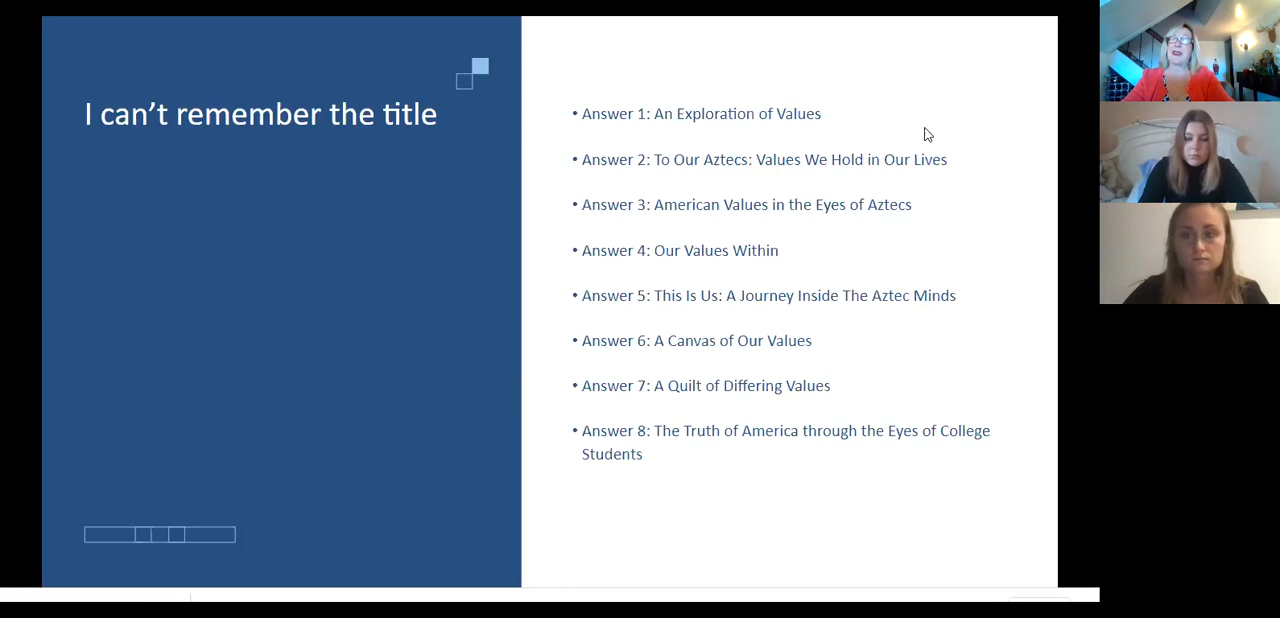 I can't remember the title
• Answer 1: An Exploration of Values
• Answer 2: To Our Aztecs: Values We Hold in Our Lives
• Answer 3: American Values in the Eyes of Aztecs
• Answer 4: Our Values Within
• Answer 5: This Is Us: A Journey Inside The Aztec Minds
• Answer 6: A Canvas of Our Values
• Answer 7: A Quilt of Differing Values
• Answer 8: The Truth of America through the Eyes of College
Students